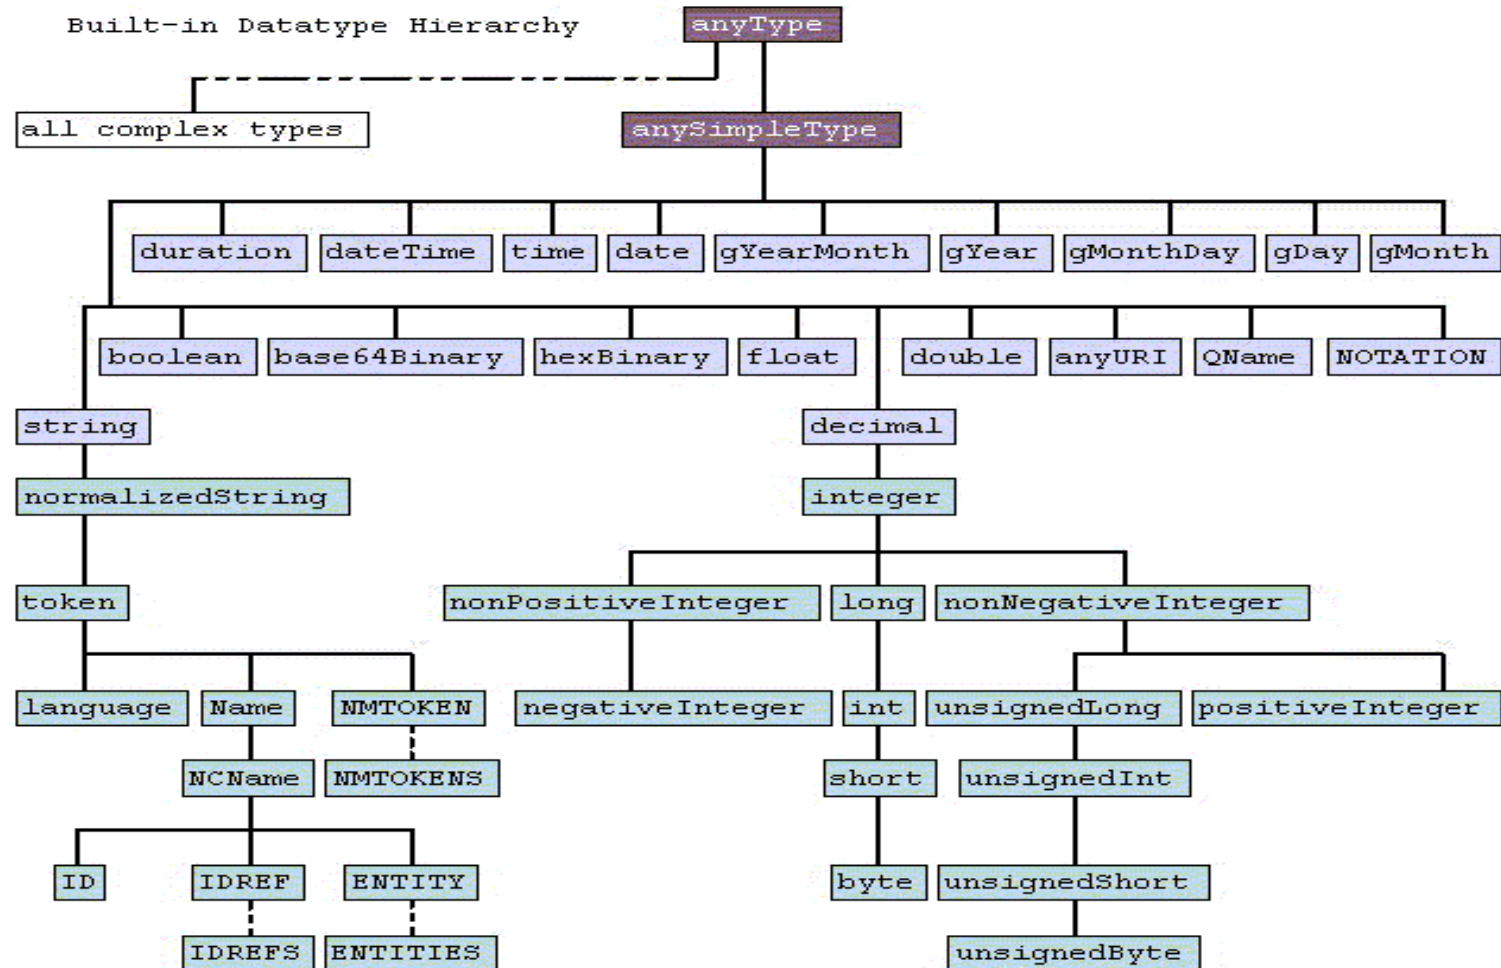 Built-in Datatype Hierarchy anyType
all complex types anySimpleType
duration dateTime time date gYearMonth gYear gMonthDay gDay gMonth
boolean base64Binary hexBinary float double anyURI QName NOTATION
string decimal
normalizedString integer
token nonPositiveInteger long nonNegativeInteger
language Name NMTOKEN negativeInteger int unsignedLong positiveInteger
NCName NMTOKENS short unsignedInt
ID IDREF ENTITY byte unsignedShort
IDREFS ENTITIES unsignedByte